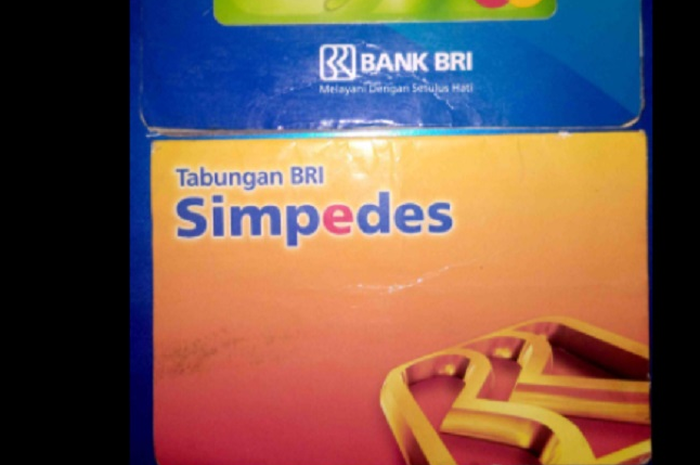 BANK BRI
Melayani Dengan Setulus Hati
Tabungan BRI
Simpedes